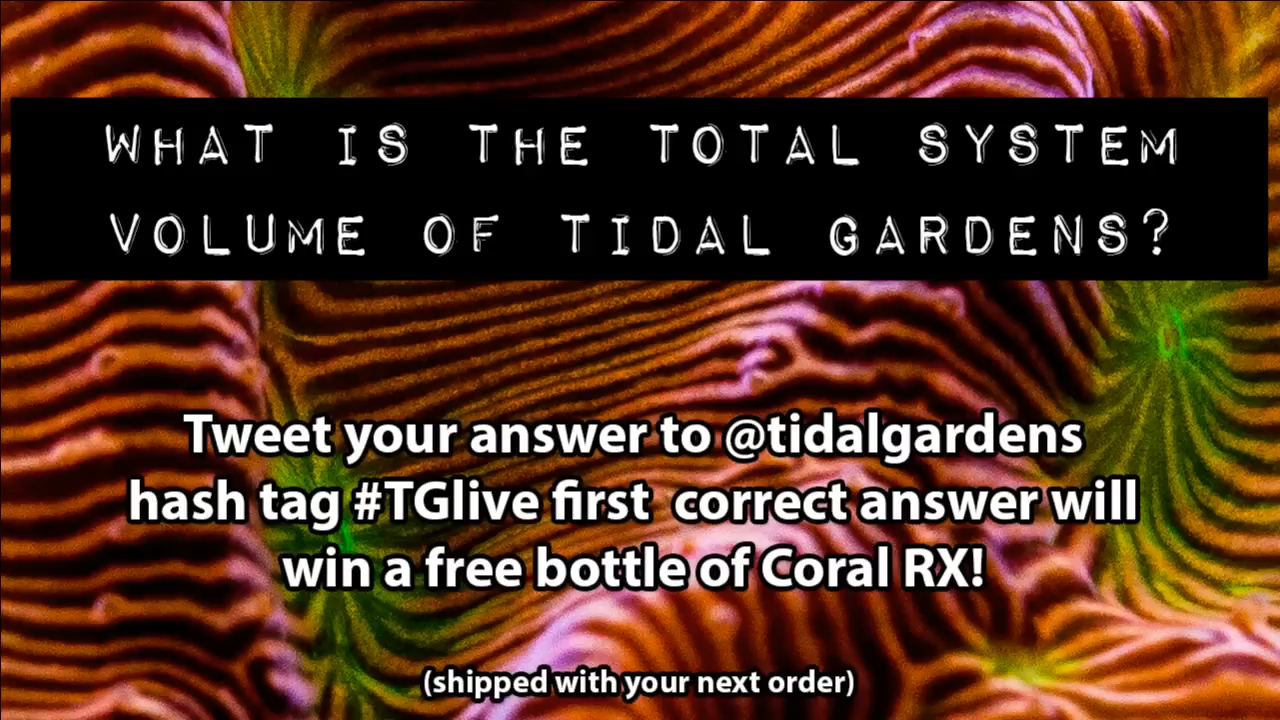 WHAT IS THE TOTAL SYSTEM
VOLUME OF TIDAL GARDENS?
Tweet your answer to @tidalgardens
hash tag #TGlive first  correct answer will
win a free bottle of Coral RX!
(shipped with your next order)